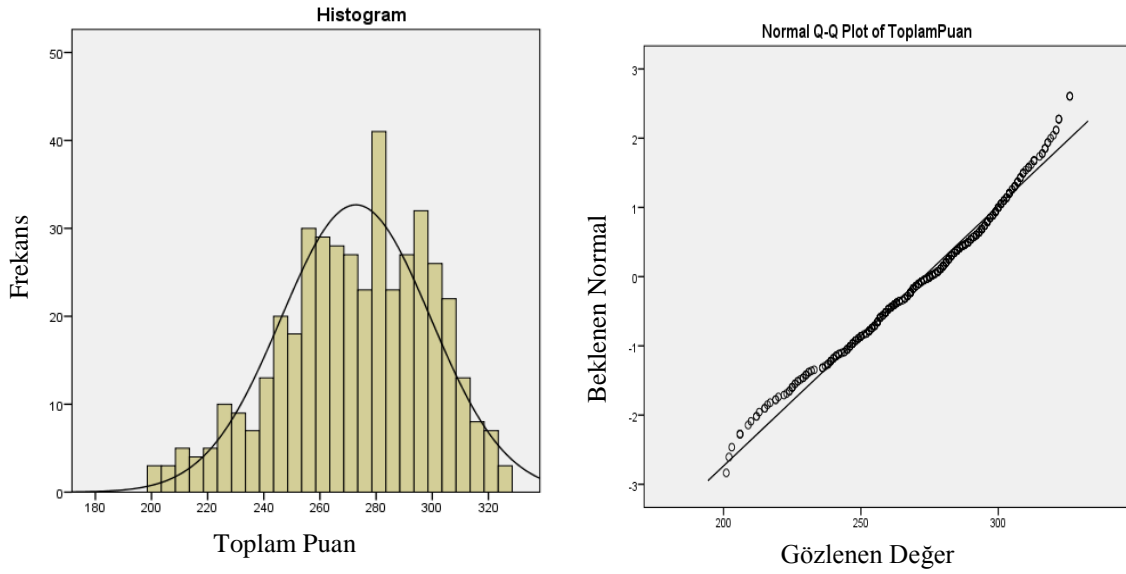 Histogram
50
40
30
20
10
0
180 200 220 240 260 280 300 320
Frekans
Toplam Puan
Normal Q-Q Plot of ToplamPuan
3
2
1
0
-1
-2
-3
200 250 300
Beklenen Normal
Gözlenen Değer